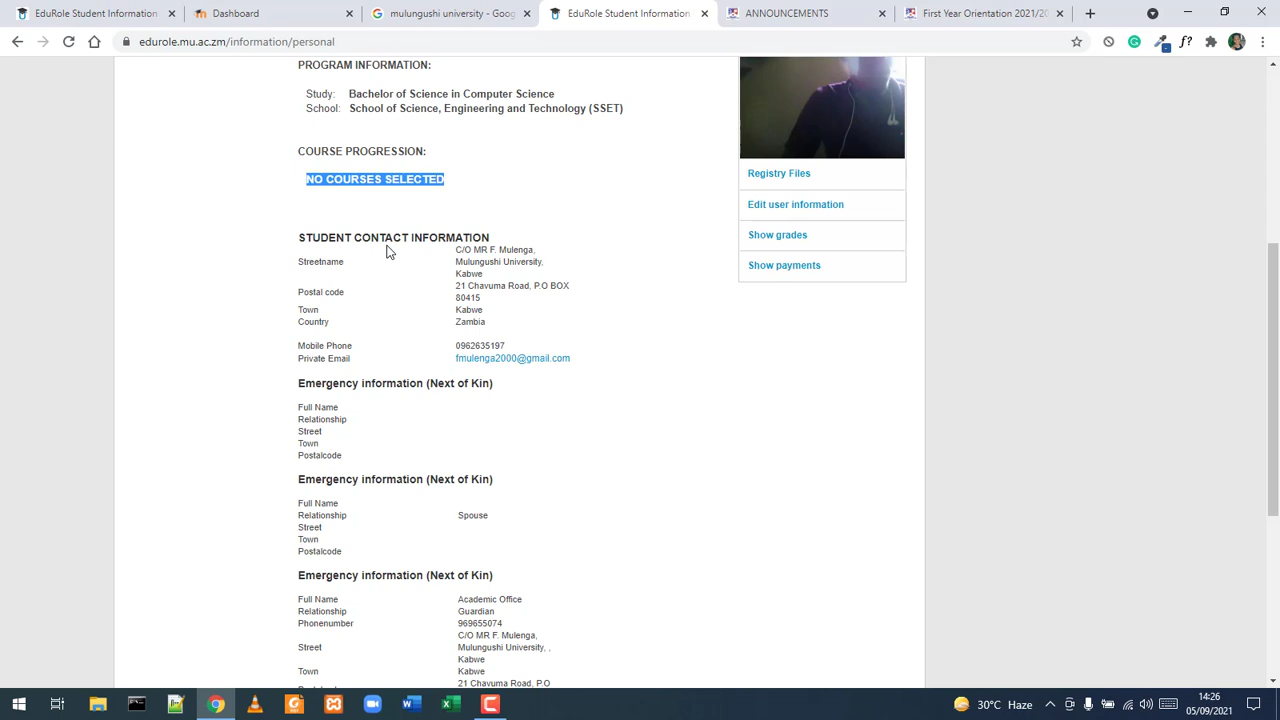 EduRole Student Information
Dashboard
mulungushi university - Goog
EduRole Student Information
ANNOUNCEMENTS
First Year Orientation 2021/20
edurole.mu.ac.zm/information/personal
PROGRAM INFORMATION:
Study: Bachelor of Science in Computer Science
School: School of Science, Engineering and Technology (SSET)
COURSE PROGRESSION:
NO COURSES SELECTED
Registry Files
Edit user information
Show grades
Show payments
STUDENT CONTACT INFORMATION
C/O MR F. Mulenga,
Streetname Mulungushi University,
Kabwe
21 Chavuma Road, P.O BOX
Postal code
80415
Town Kabwe
Country Zambia
Mobile Phone 0962635197
Private Email fmulenga2000@gmail.com
Emergency information (Next of Kin)
Full Name
Relationship
Street
Town
Postalcode
Emergency information (Next of Kin)
Full Name
Relationship Spouse
Street
Town
Postalcode
Emergency information (Next of Kin)
Full Name Academic Office
Relationship Guardian
Phonenumber 969655074
C/O MR F. Mulenga,
Street Mulungushi University, ,
Kabwe
Town Kabwe
21 Chavuma Road, P.O
30°C Haze
14:26
05/09/2021